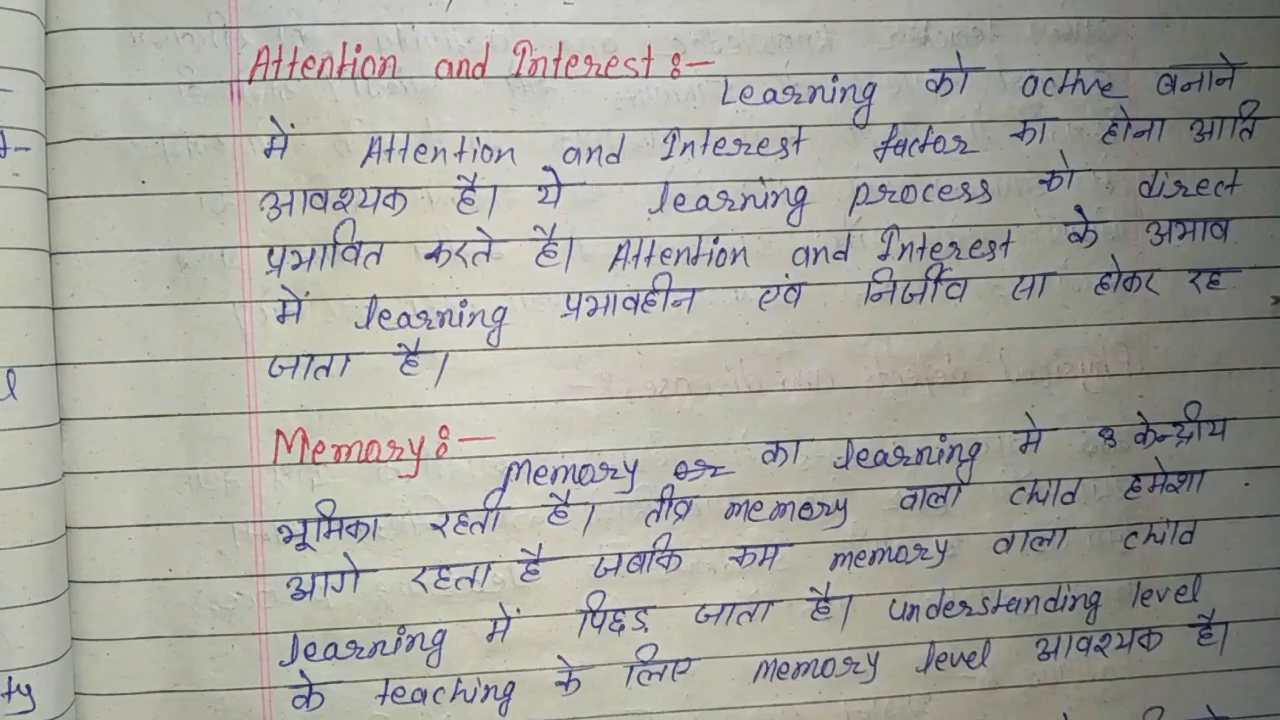 Attention and Interest :-
Learning को active बनाने
में Attention and Interest factor का होना आति
आवश्यक है। ये learning process को direct
प्रभावित करते है। Attention and Interest के अभाव
में learning प्रभावहीन एवं निर्जीव सा होकर रह
जाता है।
Memory :-
Memory का learning मे केन्द्रीय
भूमिका रहती है। तीव्र memory वाला child हमेशा
आगे रहता है जबकि कम memory वाला child
learning में पिछड जाता है। understanding level
के teaching के लिए memory level आवश्यक है।